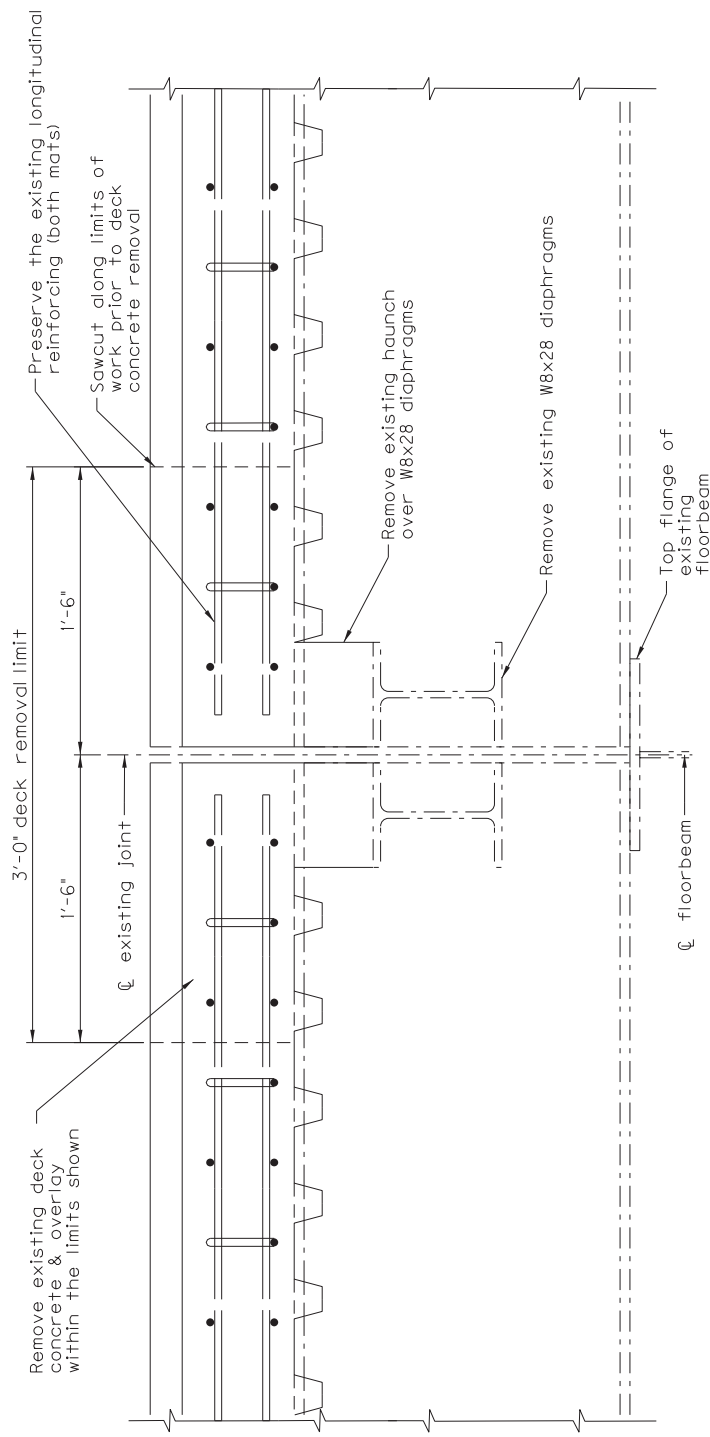 Remove existing deck
concrete & overlay
within the limits shown
3'-0" deck removal limit
1'-6"
1'-6"
℄ existing joint
Preserve the existing longitudinal
reinforcing (both mats)
Sawcut along limits of
work prior to deck
concrete removal
Remove existing haunch
over W8x28 diaphragms
Remove existing W8x28 diaphragms
Top flange of
existing
floorbeam
℄ floorbeam